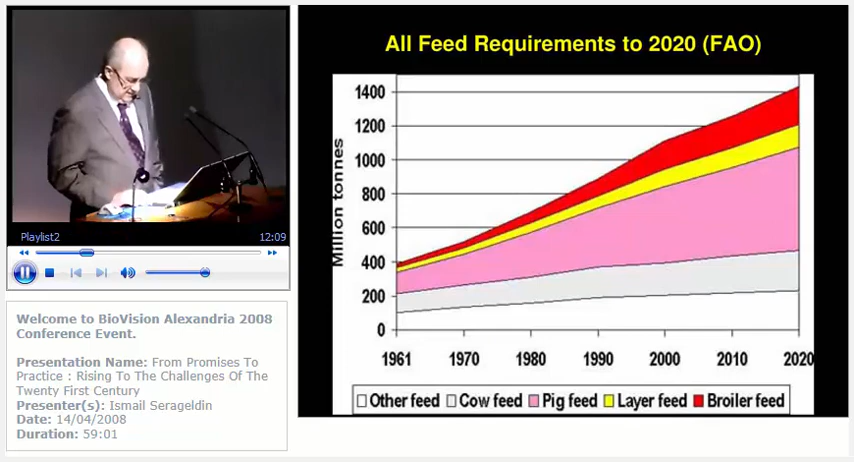 Playlist2 12:09
Welcome to BioVision Alexandria 2008
Conference Event.
Presentation Name: From Promises To
Practice : Rising To The Challenges Of The
Twenty First Century
Presenter(s): Ismail Serageldin
Date: 14/04/2008
Duration: 59:01
All Feed Requirements to 2020 (FAO)
Million tonnes
1400
1200
1000
800
600
400
200
0
1961 1970 1980 1990 2000 2010 2020
Other feed Cow feed Pig feed Layer feed Broiler feed